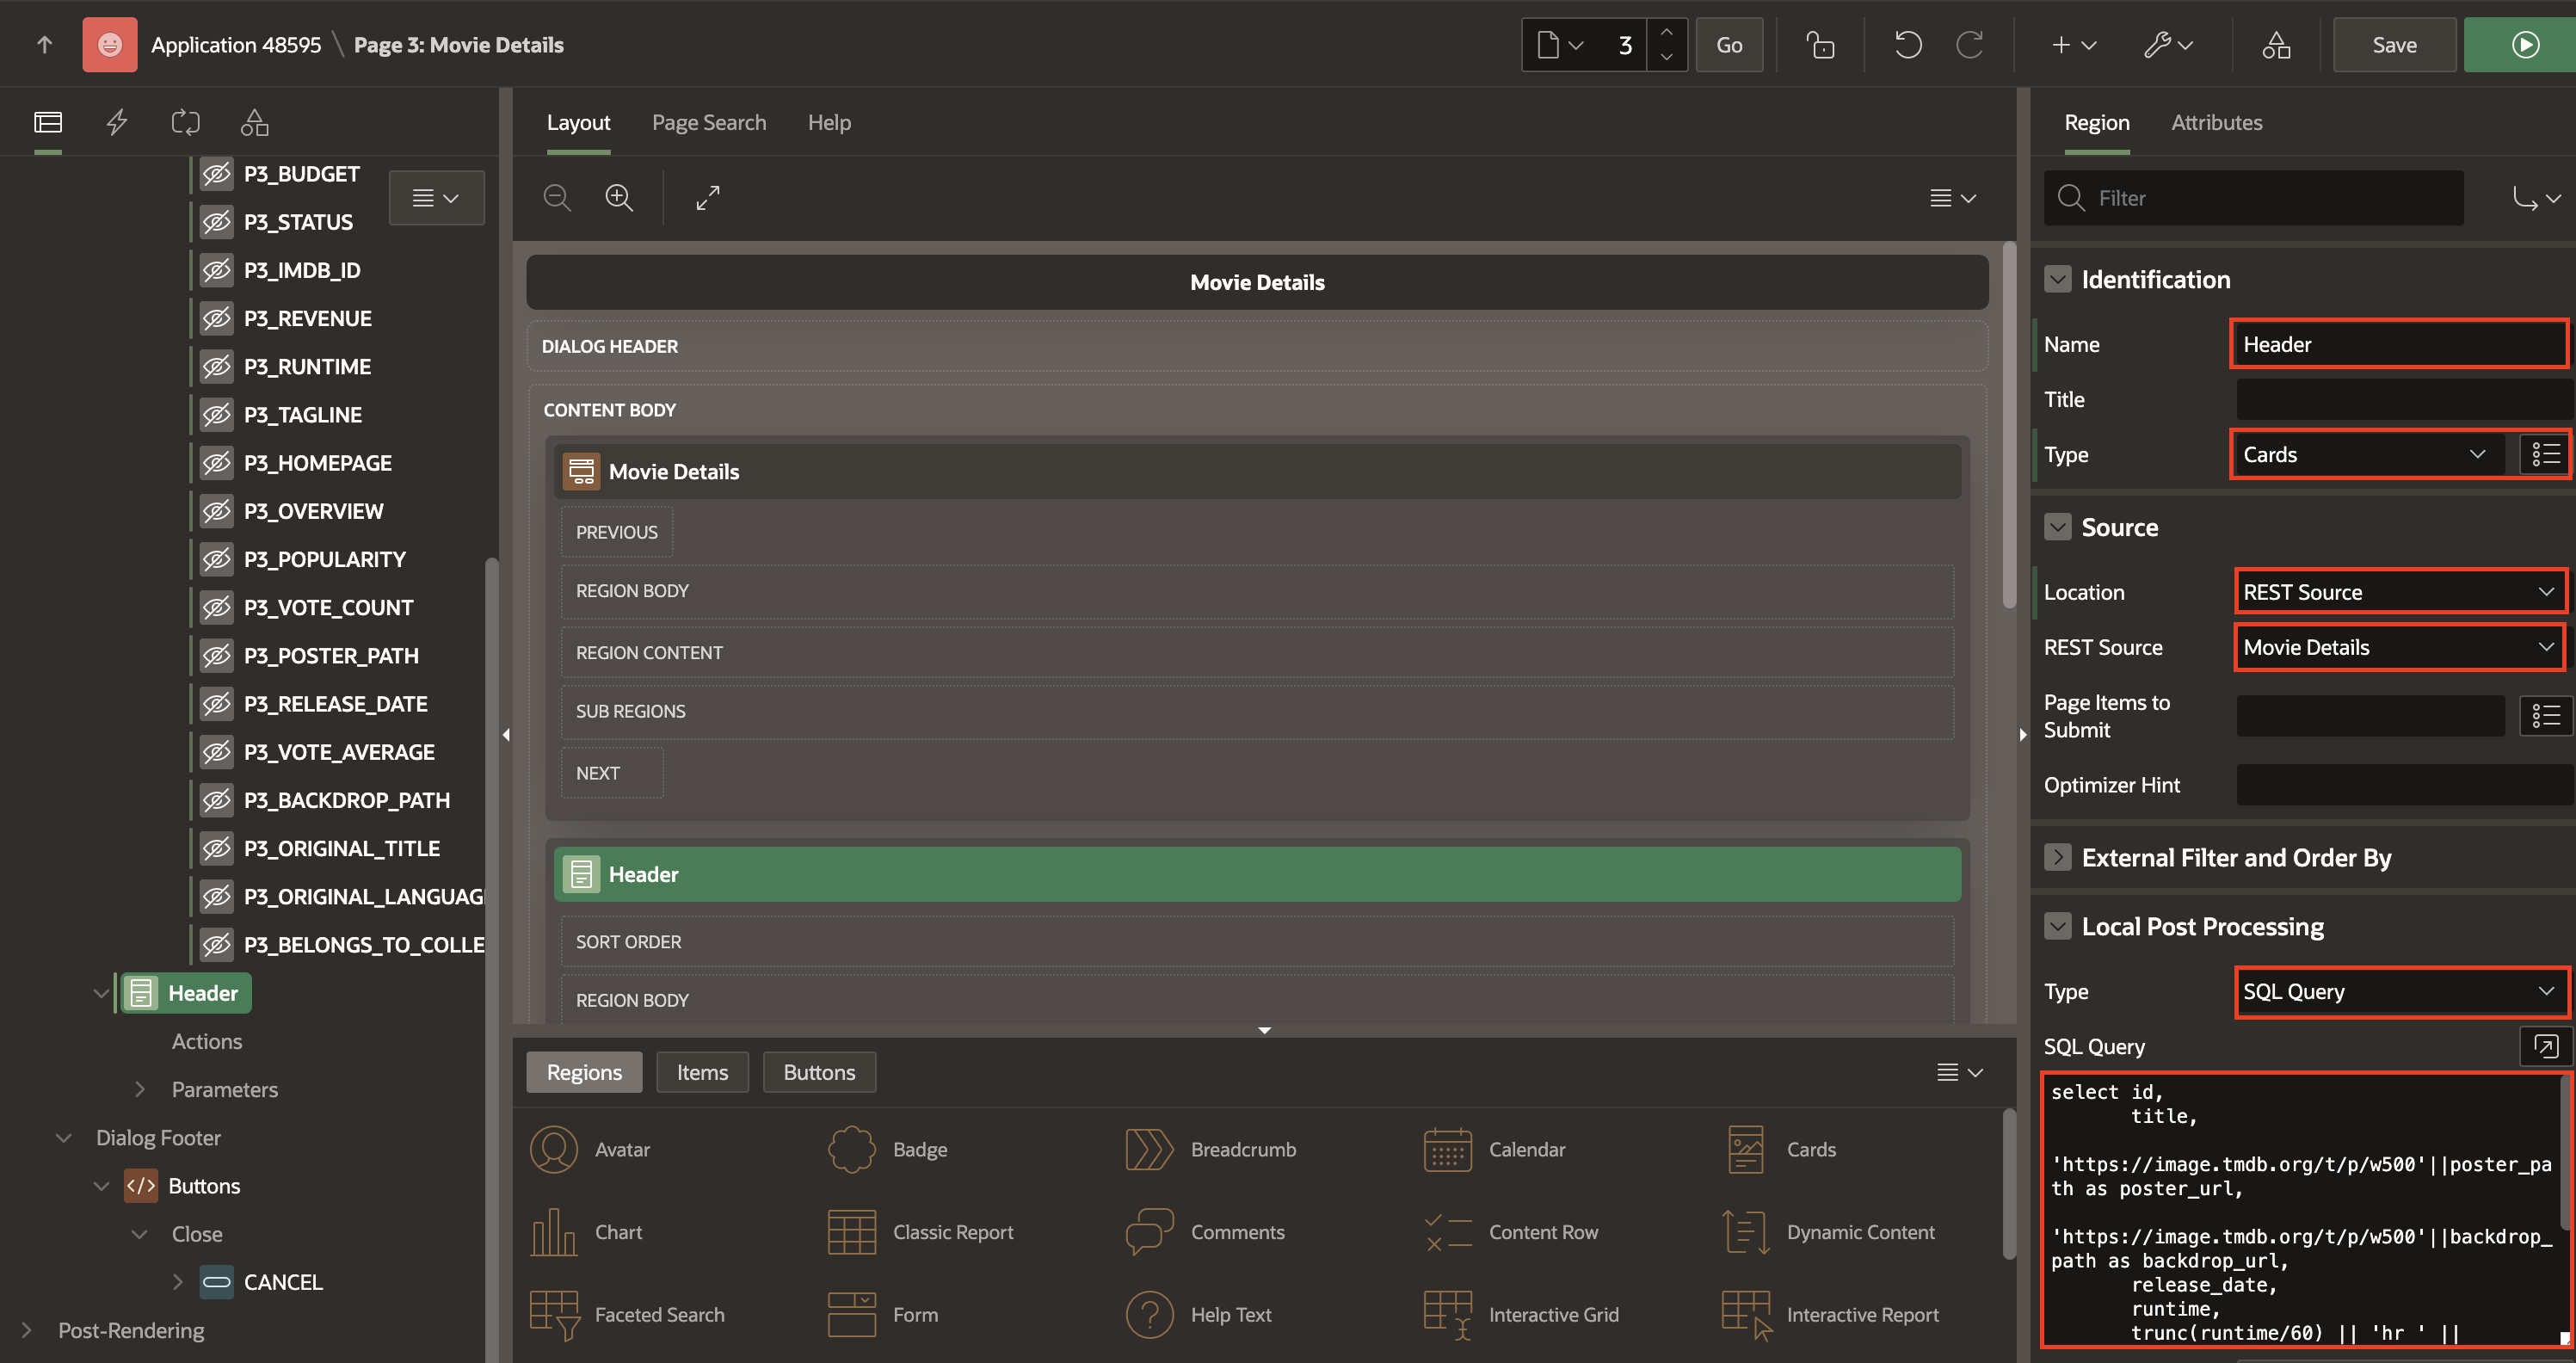 Application 48595 \ Page 3: Movie Details
3
Go
Save
P3_BUDGET
P3_STATUS
P3_IMDB_ID
P3_REVENUE
P3_RUNTIME
P3_TAGLINE
P3_HOMEPAGE
P3_OVERVIEW
P3_POPULARITY
P3_VOTE_COUNT
P3_POSTER_PATH
P3_RELEASE_DATE
P3_VOTE_AVERAGE
P3_BACKDROP_PATH
P3_ORIGINAL_TITLE
P3_ORIGINAL_LANGUAG
P3_BELONGS_TO_COLLE
Header
Actions
Parameters
Dialog Footer
</> Buttons
Close
CANCEL
Post-Rendering
Layout
Page Search
Help
Movie Details
DIALOG HEADER
CONTENT BODY
Movie Details
PREVIOUS
REGION BODY
REGION CONTENT
SUB REGIONS
NEXT
Header
SORT ORDER
REGION BODY
Regions
Items
Buttons
Avatar
Badge
Breadcrumb
Calendar
Cards
Chart
Classic Report
Comments
Content Row
Dynamic Content
Faceted Search
Form
Help Text
Interactive Grid
Interactive Report
Region
Attributes
Filter
Identification
Name
Header
Title
Type
Cards
Source
Location
REST Source
REST Source
Movie Details
Page Items to
Submit
Optimizer Hint
External Filter and Order By
Local Post Processing
Type
SQL Query
SQL Query
select id,
title,
'https://image.tmdb.org/t/p/w500'||poster_pa
th as poster_url,
'https://image.tmdb.org/t/p/w500'||backdrop_
path as backdrop_url,
release_date,
runtime,
trunc(runtime/60) || 'hr ' ||